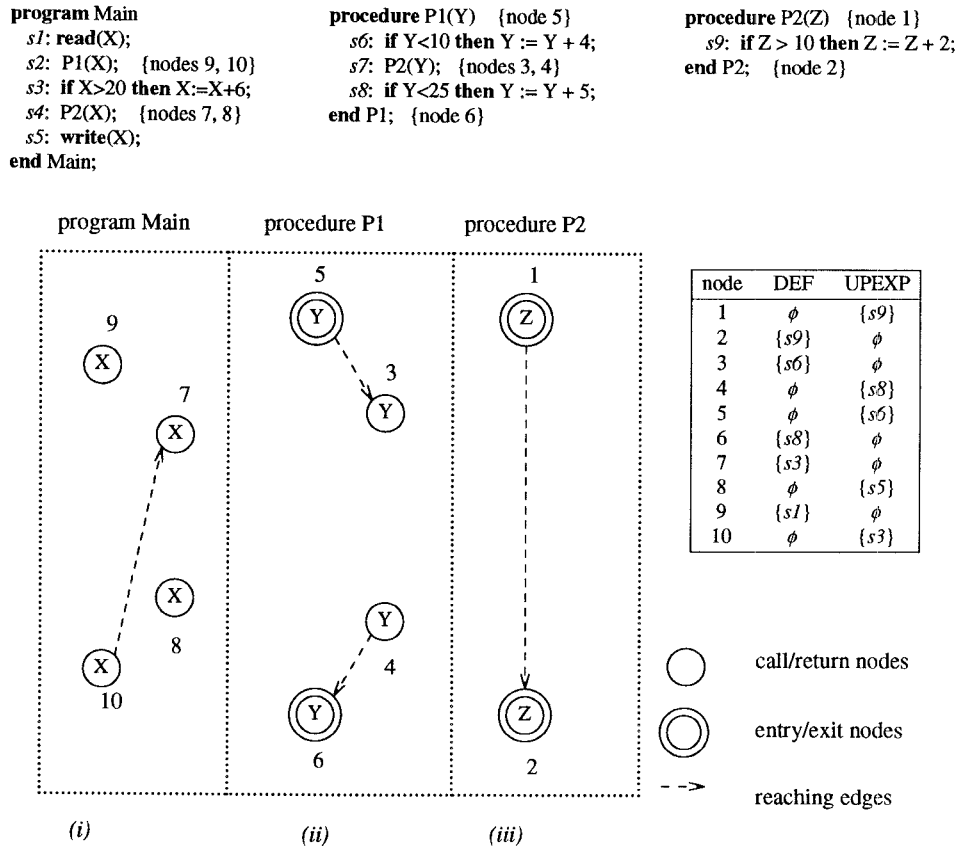 program Main
s1: read(X);
s2: P1(X); {nodes 9, 10}
s3: if X>20 then X:=X+6;
s4: P2(X); {nodes 7, 8}
s5: write(X);
end Main;
procedure P1(Y) {node 5}
s6: if Y<10 then Y := Y + 4;
s7: P2(Y); {nodes 3, 4}
s8: if Y<25 then Y := Y + 5;
end P1; {node 6}
procedure P2(Z) {node 1}
s9: if Z > 10 then Z := Z + 2;
end P2; {node 2}
program Main
9
X
7
X
X
8
X
10
(i)
procedure P1
5
Y
3
Y
Y
4
Y
6
(ii)
procedure P2
1
Z
Z
2
(iii)
node DEF UPEXP
1 ϕ {s9}
2 {s9} ϕ
3 {s6} ϕ
4 ϕ {s8}
5 ϕ {s6}
6 {s8} ϕ
7 {s3} ϕ
8 ϕ {s5}
9 {s1} ϕ
10 ϕ {s3}
call/return nodes
entry/exit nodes
reaching edges